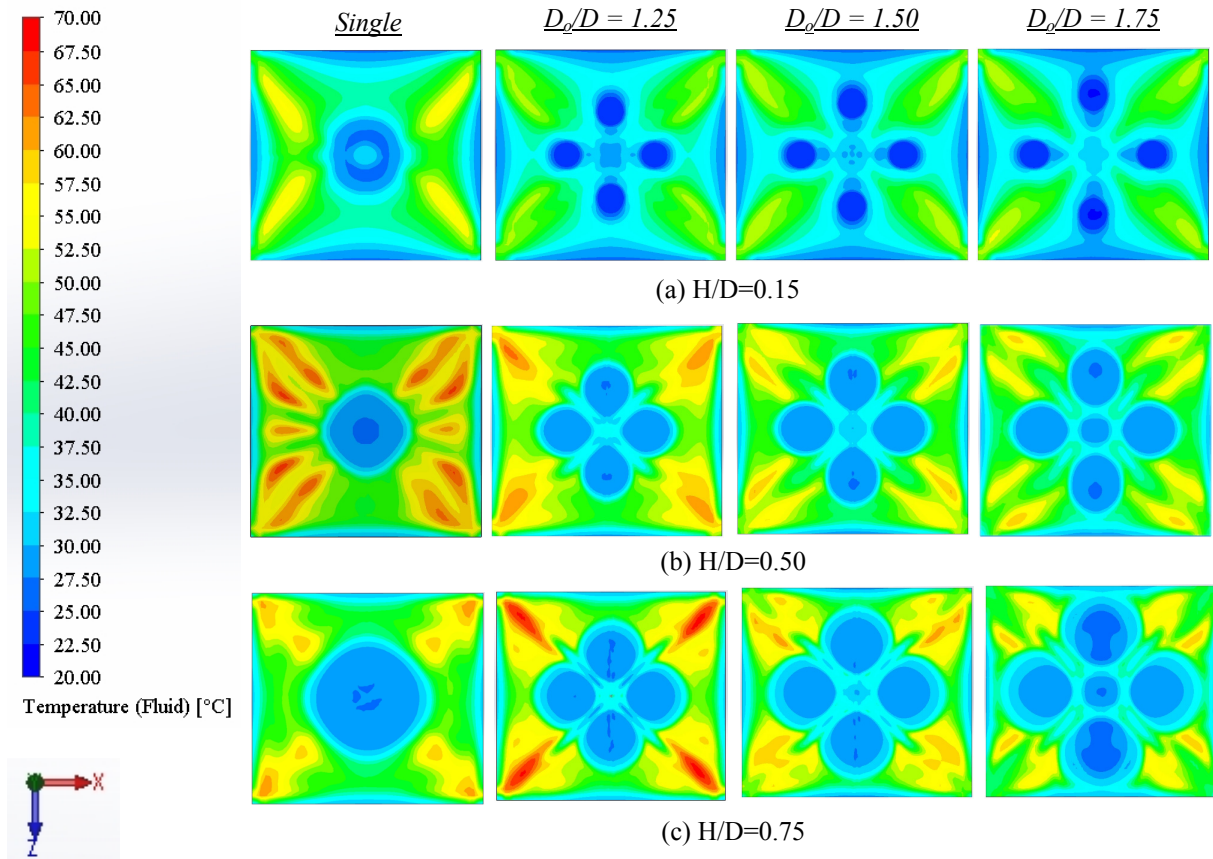 Single
Do/D = 1.25
Do/D = 1.50
Do/D = 1.75
70.00
67.50
65.00
62.50
60.00
57.50
55.00
52.50
50.00
47.50
45.00
42.50
40.00
37.50
35.00
32.50
30.00
27.50
25.00
22.50
20.00
Temperature (Fluid) [°C]
(a) H/D=0.15
(b) H/D=0.50
(c) H/D=0.75
X
Z